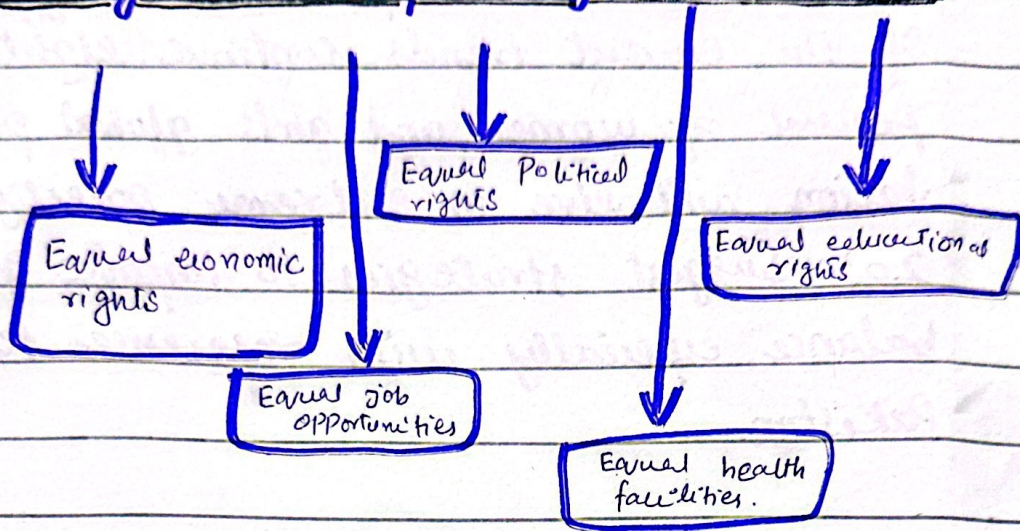 Equal Political
rights
Equal economic
rights
Equal educational
rights
Equal job
opportunities
Equal health
facilities.